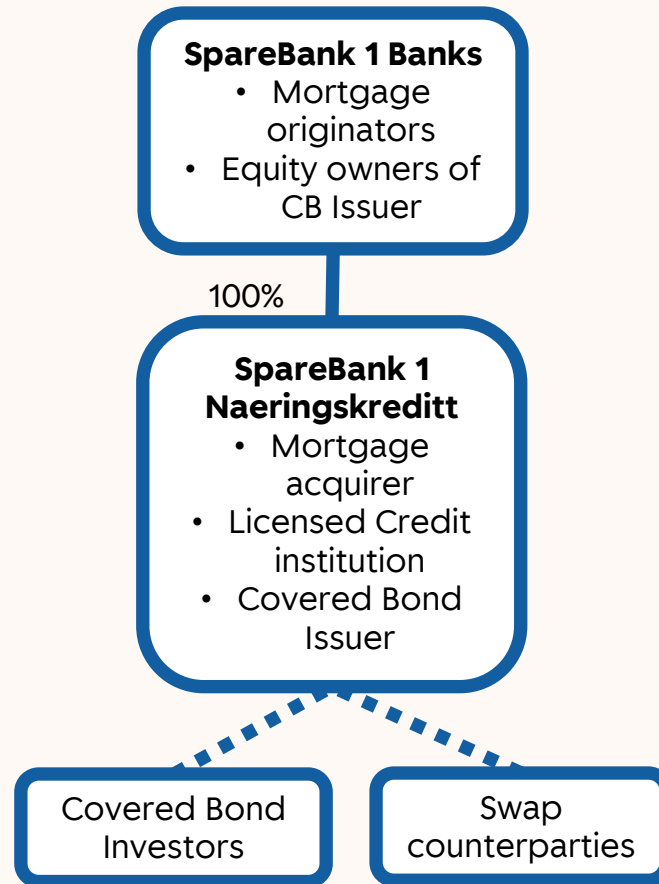 SpareBank 1 Banks
• Mortgage
originators
• Equity owners of
CB Issuer
100%
SpareBank 1
Naeringskreditt
• Mortgage
acquirer
• Licensed Credit
institution
• Covered Bond
Issuer
Covered Bond
Investors
Swap
counterparties